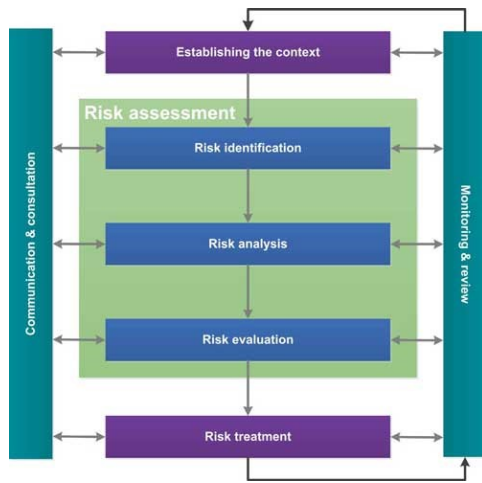 Establishing the context
Risk assessment
Risk identification
Risk analysis
Risk evaluation
Risk treatment
Communication & consultation
Monitoring & review